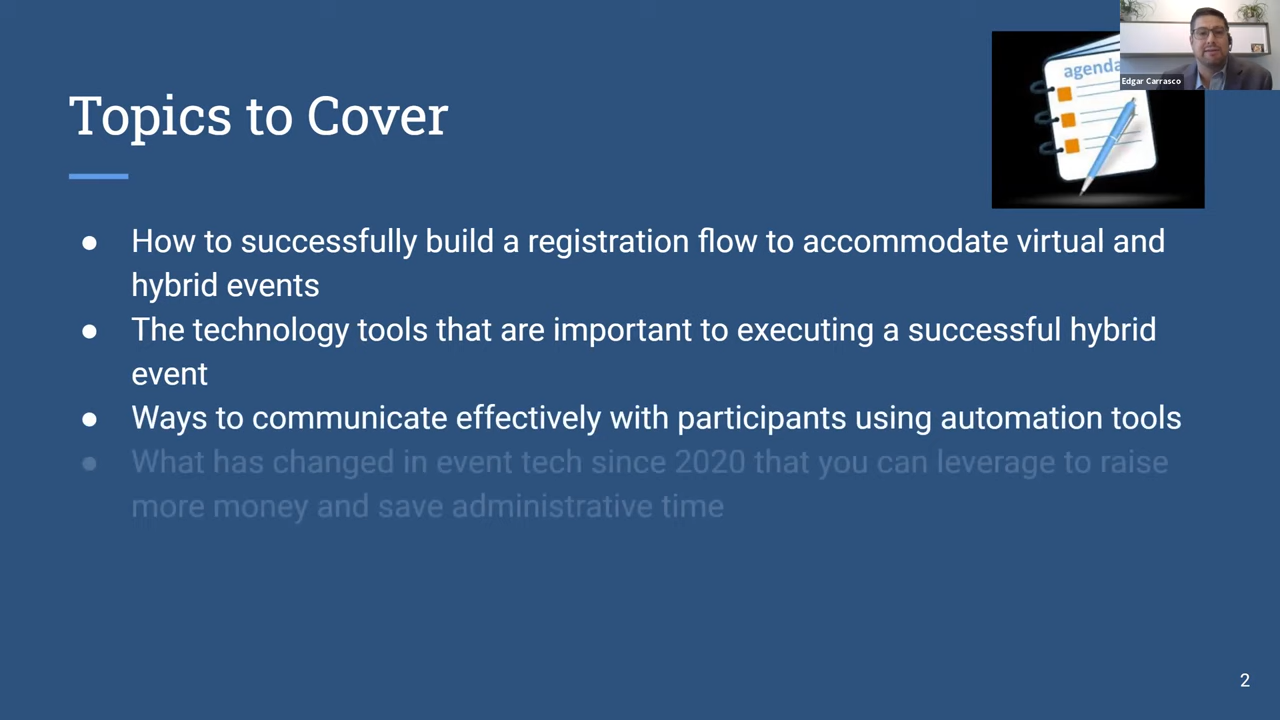 agenda
Edgar Carrasco
Topics to Cover
● How to successfully build a registration flow to accommodate virtual and
hybrid events
● The technology tools that are important to executing a successful hybrid
event
● Ways to communicate effectively with participants using automation tools
● What has changed in event tech since 2020 that you can leverage to raise
more money and save administrative time
2